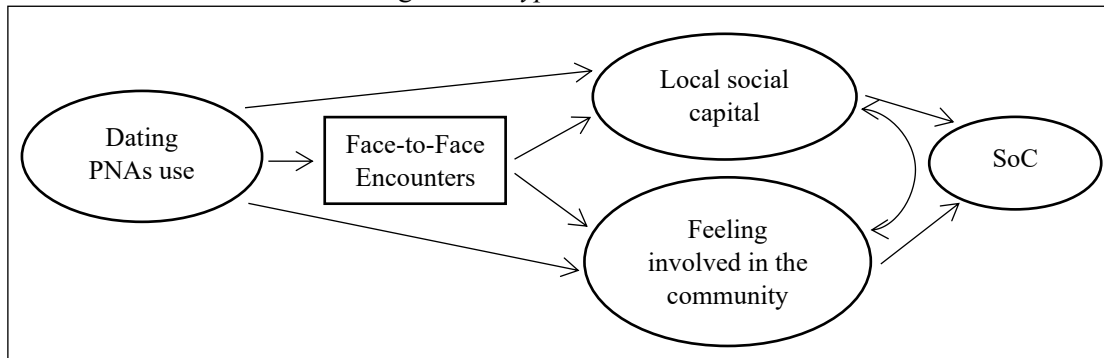 Local social
capital
Dating
PNAs use
Face-to-Face
Encounters
SoC
Feeling
involved in the
community